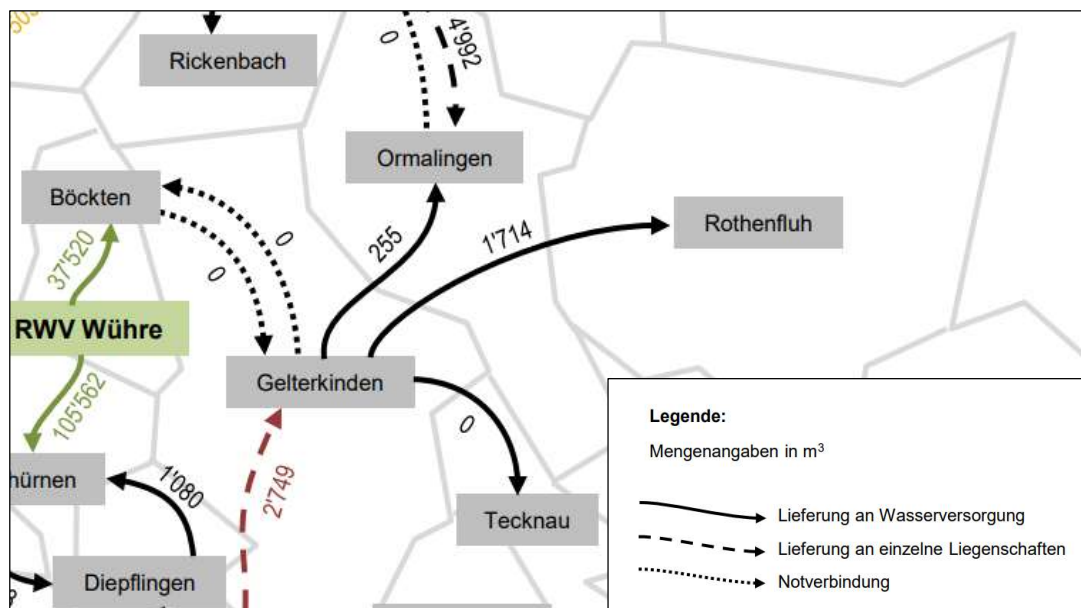 Rickenbach
0
4'992
Ormalingen
Böckten
Rothenfluh
0
0
255
1'714
37'520
RWV Wühre
105'562
Gelterkinden
0
hürnen
1'080
2'749
Tecknau
Diepflingen
Legende:
Mengenangaben in m³
Lieferung an Wasserversorgung
Lieferung an einzelne Liegenschaften
Notverbindung